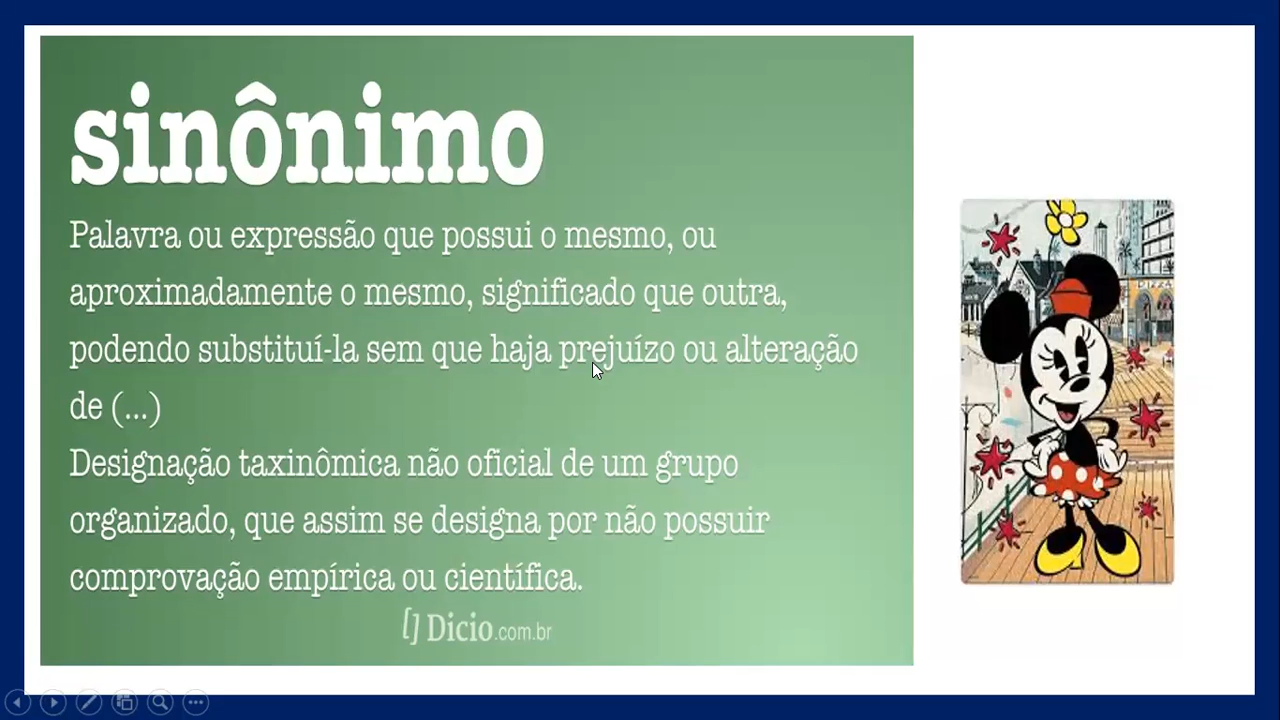 sinônimo
Palavra ou expressão que possui o mesmo, ou
aproximadamente o mesmo, significado que outra,
podendo substituí-la sem que haja prejuízo ou alteração
de (...)
Designação taxinômica não oficial de um grupo
organizado, que assim se designa por não possuir
comprovação empírica ou científica.
[] Dicio.com.br